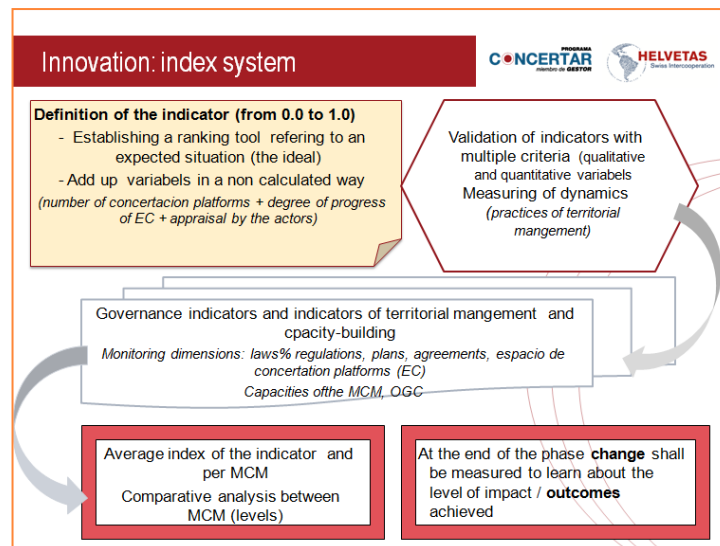 Innovation: index system
PROGRAMA
CONCERTAR
miembro de GESTOR
HELVETAS
Swiss Intercooperation
Definition of the indicator (from 0.0 to 1.0)
- Establishing a ranking tool refering to an
expected situation (the ideal)
- Add up variabels in a non calculated way
(number of concertacion platforms + degree of progress
of EC + appraisal by the actors)
Validation of indicators with
multiple criteria (qualitative
and quantitative variabels
Measuring of dynamics
(practices of territorial
mangement)
Governance indicators and indicators of territorial mangement and
cpacity-building
Monitoring dimensions: laws% regulations, plans, agreements, espacio de
concertation platforms (EC)
Capacities ofthe MCM, OGC
Average index of the indicator and
per MCM
Comparative analysis between
MCM (levels)
At the end of the phase change shall
be measured to learn about the
level of impact / outcomes
achieved